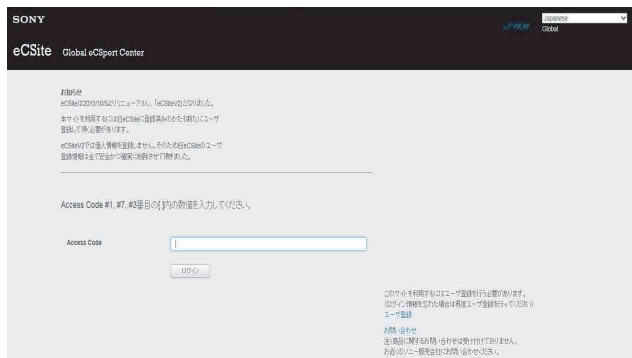 SONY
Japanese
Global
eCSite Global eCSpert Center
お知らせ
eCSiteは2015/10/5よりリニューアルし、「eCSiteV2」となりました。
本サイトを利用するには旧eCSiteに登録済みのかたも新たにユーザ
登録して頂く必要があります。
eCSiteV2では個人情報を登録しません。そのため旧eCSiteのユーザ
登録情報は全て安全かつ確実に削除させて頂きました。
Access Code #1, #7, #3番目の[ ]内の数値を入力してください。
Access Code
ログイン
このサイトを利用するにはユーザ登録を行う必要があります。
(ログイン情報を忘れた場合は再度ユーザ登録を行ってください)
ユーザ登録
お問い合わせ
注)商品に関するお問い合わせは受け付けておりません。
お近くのソニー販売会社にお問い合わせください。